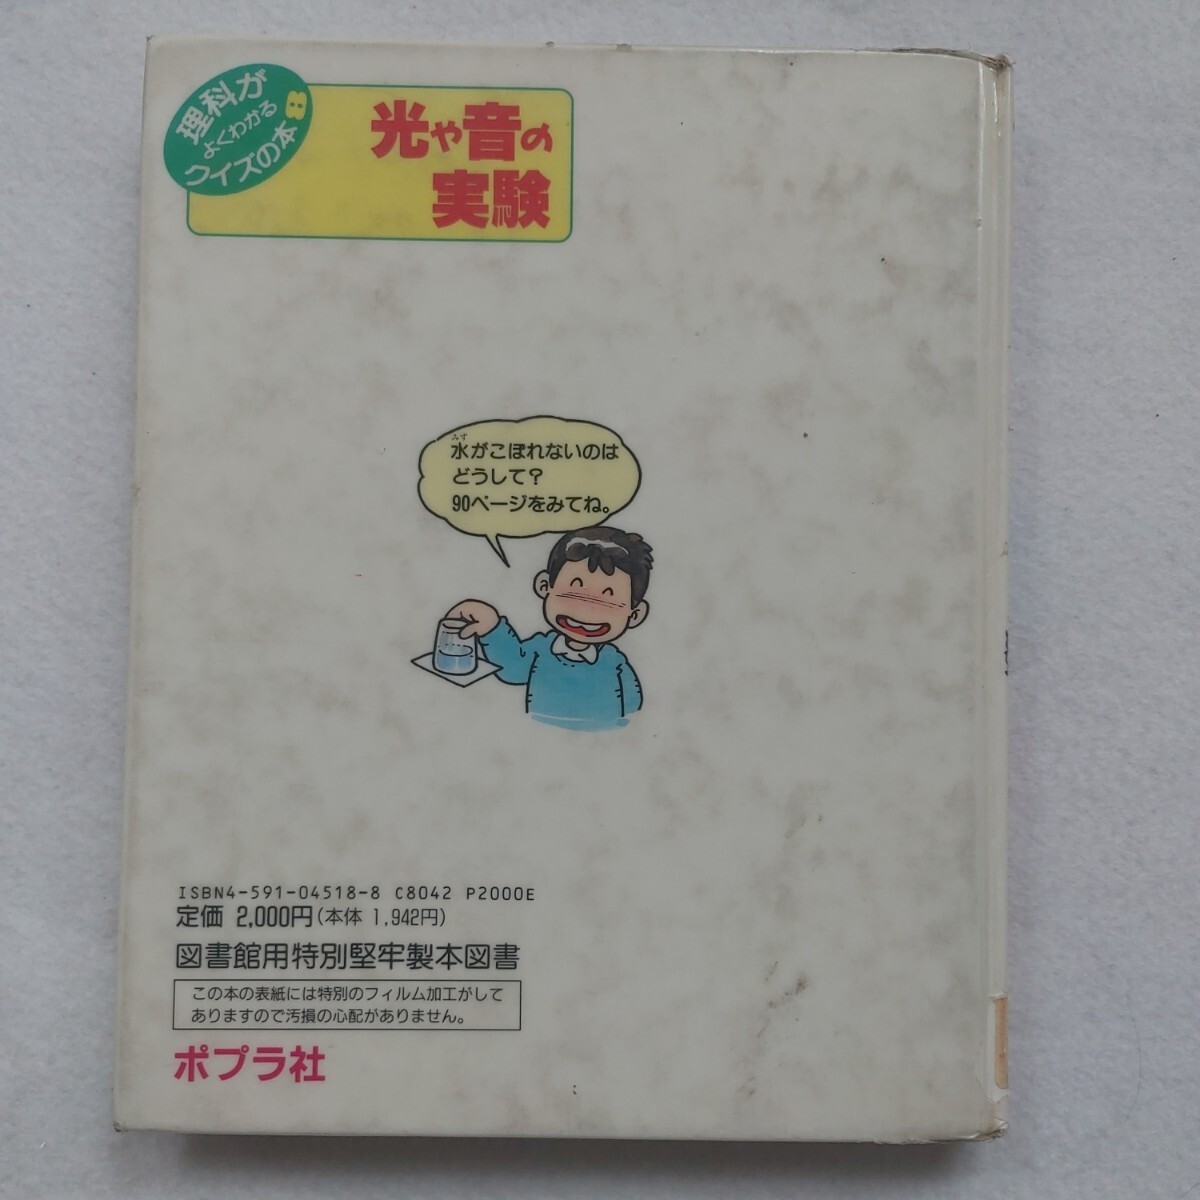 理科が
よくわかる
クイズの本
8
光や音の
実験
みず
水がこぼれないのは
どうして?
90ページをみてね。
ISBN4-591-04518-8 C8042 P2000E
定価 2,000円(本体 1,942円)
図書館用特別堅牢製本図書
この本の表紙には特別のフィルム加工がして
ありますので汚損の心配がありません。
ポプラ社